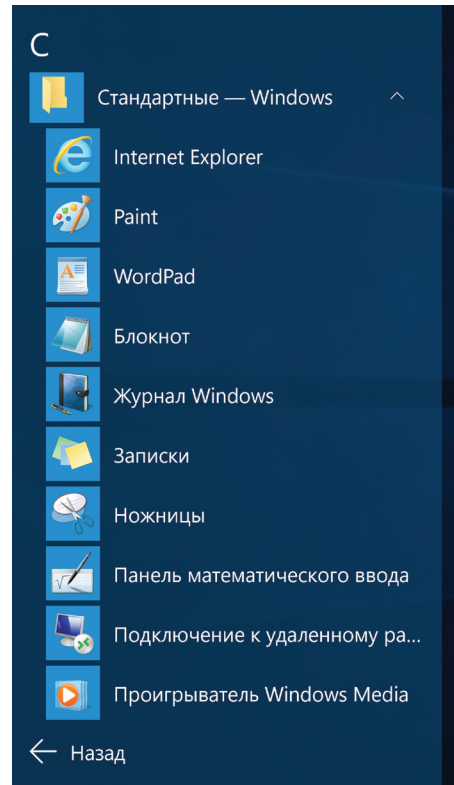 С
Стандартные — Windows
Internet Explorer
Paint
WordPad
Блокнот
Журнал Windows
Записки
Ножницы
Панель математического ввода
Подключение к удаленному ра...
Проигрыватель Windows Media
Назад